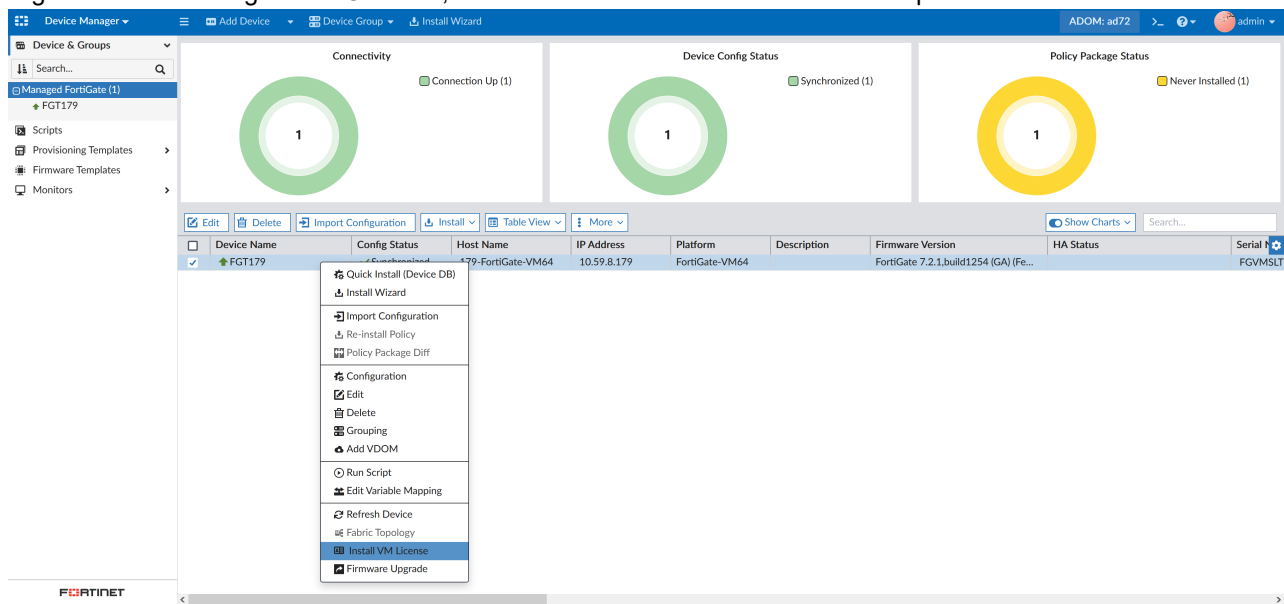 Device Manager
Add Device
Device Group
Install Wizard
ADOM: ad72
>_
admin
Device & Groups
Search...
Managed FortiGate (1)
FGT179
Scripts
Provisioning Templates
Firmware Templates
Monitors
Connectivity
Connection Up (1)
1
Device Config Status
Synchronized (1)
1
Policy Package Status
Never Installed (1)
1
Edit
Delete
Import Configuration
Install
Table View
More
Show Charts
Search...
Device Name Config Status Host Name IP Address Platform Description Firmware Version HA Status Serial
FGT179 Synchronized 179-FortiGate-VM64 10.59.8.179 FortiGate-VM64 FortiGate 7.2.1,build1254 (GA) (Fe... FGVMSLT
Quick Install (Device DB)
Install Wizard
Import Configuration
Re-install Policy
Policy Package Diff
Configuration
Edit
Delete
Grouping
Add VDOM
Run Script
Edit Variable Mapping
Refresh Device
Fabric Topology
Install VM License
Firmware Upgrade
FORTINET